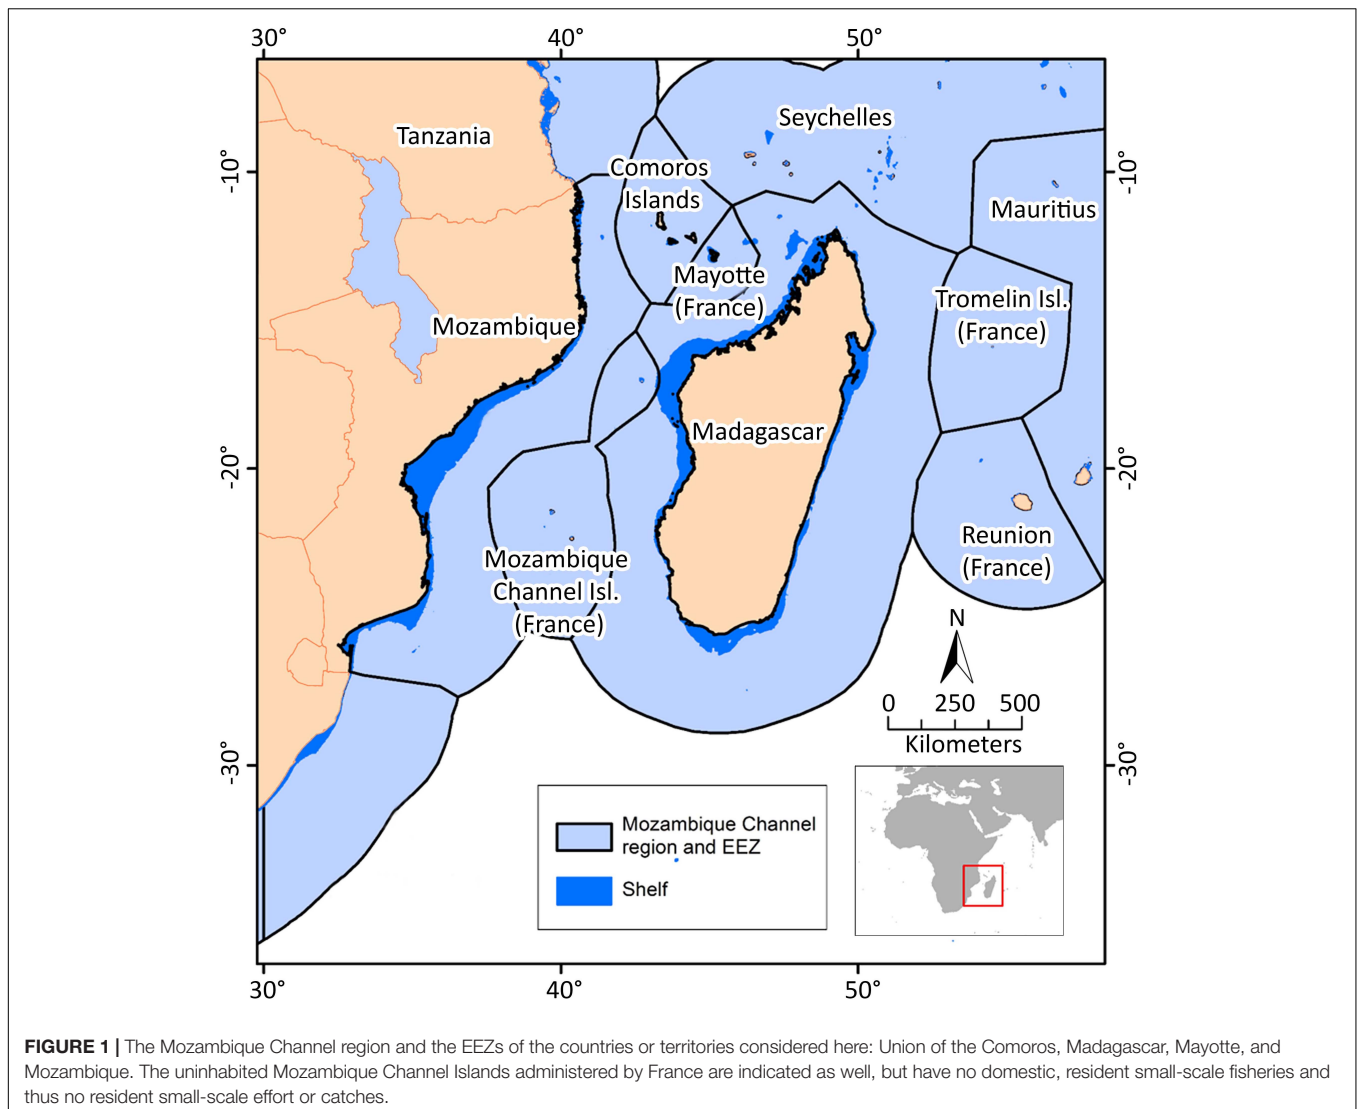 30° 40° 50°
Seychelles
Tanzania
-10° -10°
Comoros
Islands
Mauritius
Mayotte
(France)
Tromelin Isl.
(France)
Mozambique
Madagascar
-20° -20°
Reunion
(France)
Mozambique
Channel Isl.
(France)
N
0 250 500
Kilometers
-30° -30°
Mozambique Channel
region and EEZ
Shelf
30° 40° 50°
FIGURE 1 | The Mozambique Channel region and the EEZs of the countries or territories considered here: Union of the Comoros, Madagascar, Mayotte, and
Mozambique. The uninhabited Mozambique Channel Islands administered by France are indicated as well, but have no domestic, resident small-scale fisheries and
thus no resident small-scale effort or catches.